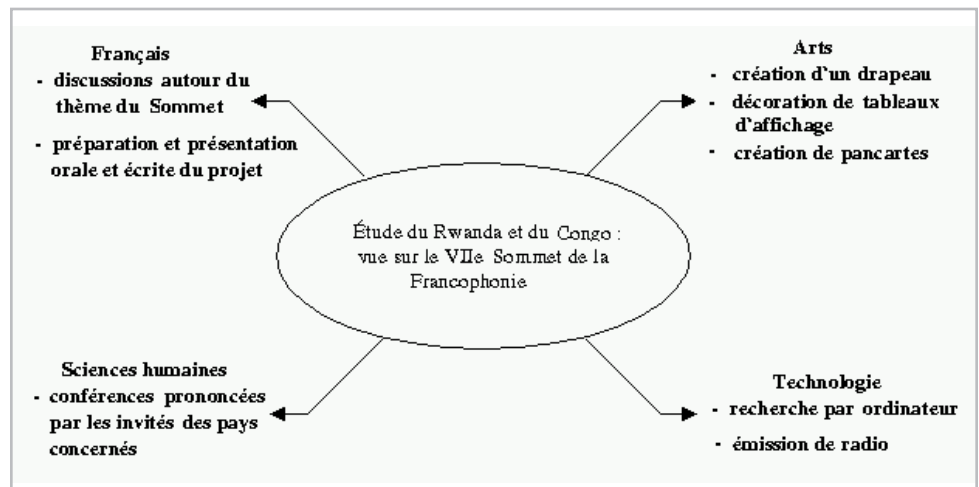 Français
- discussions autour du
thème du Sommet
- préparation et présentation
orale et écrite du projet
Arts
- création d'un drapeau
- décoration de tableaux
d'affichage
- création de pancartes
Étude du Rwanda et du Congo :
vue sur le VIIe Sommet de la
Francophonie
Sciences humaines
- conférences prononcées
par les invités des pays
concernés
Technologie
- recherche par ordinateur
- émission de radio